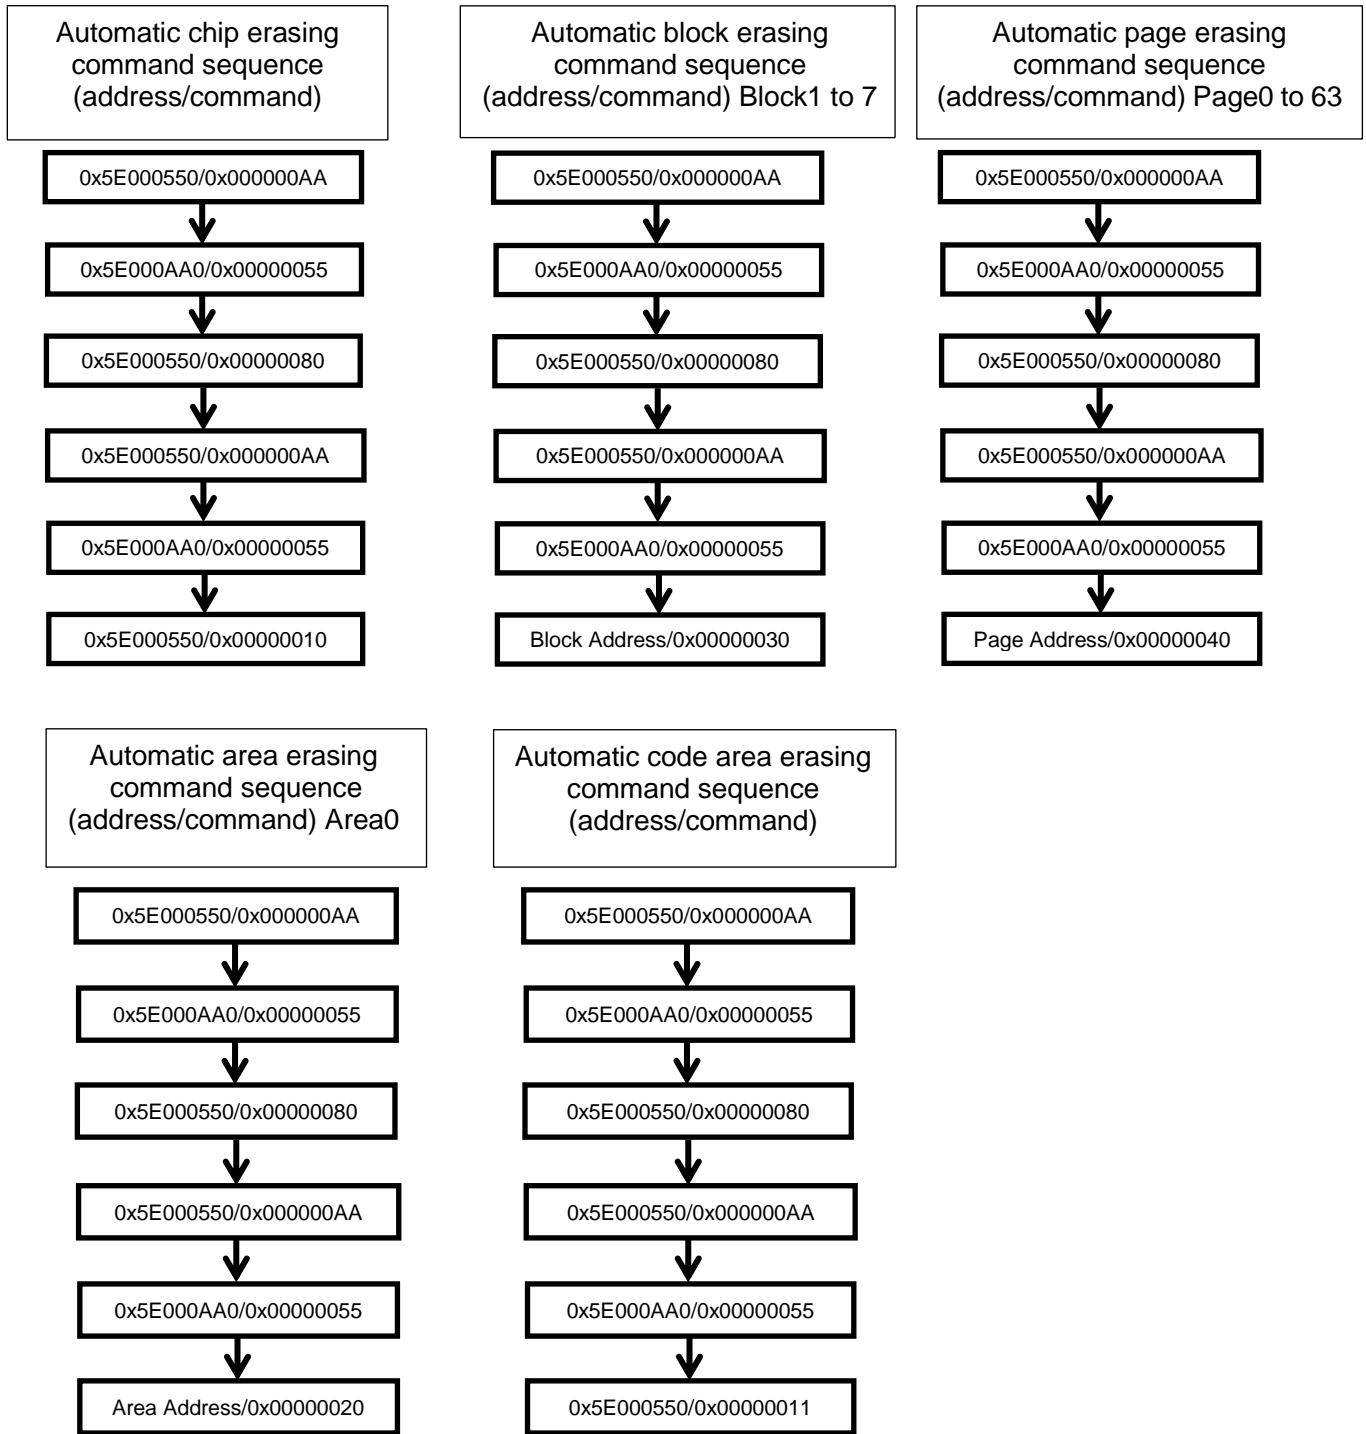 Automatic chip erasing
command sequence
(address/command)
0x5E000550/0x000000AA
0x5E000AA0/0x00000055
0x5E000550/0x00000080
0x5E000550/0x000000AA
0x5E000AA0/0x00000055
0x5E000550/0x00000010
Automatic block erasing
command sequence
(address/command) Block1 to 7
0x5E000550/0x000000AA
0x5E000AA0/0x00000055
0x5E000550/0x00000080
0x5E000550/0x000000AA
0x5E000AA0/0x00000055
Block Address/0x00000030
Automatic page erasing
command sequence
(address/command) Page0 to 63
0x5E000550/0x000000AA
0x5E000AA0/0x00000055
0x5E000550/0x00000080
0x5E000550/0x000000AA
0x5E000AA0/0x00000055
Page Address/0x00000040
Automatic area erasing
command sequence
(address/command) Area0
0x5E000550/0x000000AA
0x5E000AA0/0x00000055
0x5E000550/0x00000080
0x5E000550/0x000000AA
0x5E000AA0/0x00000055
Area Address/0x00000020
Automatic code area erasing
command sequence
(address/command)
0x5E000550/0x000000AA
0x5E000AA0/0x00000055
0x5E000550/0x00000080
0x5E000550/0x000000AA
0x5E000AA0/0x00000055
0x5E000550/0x00000011